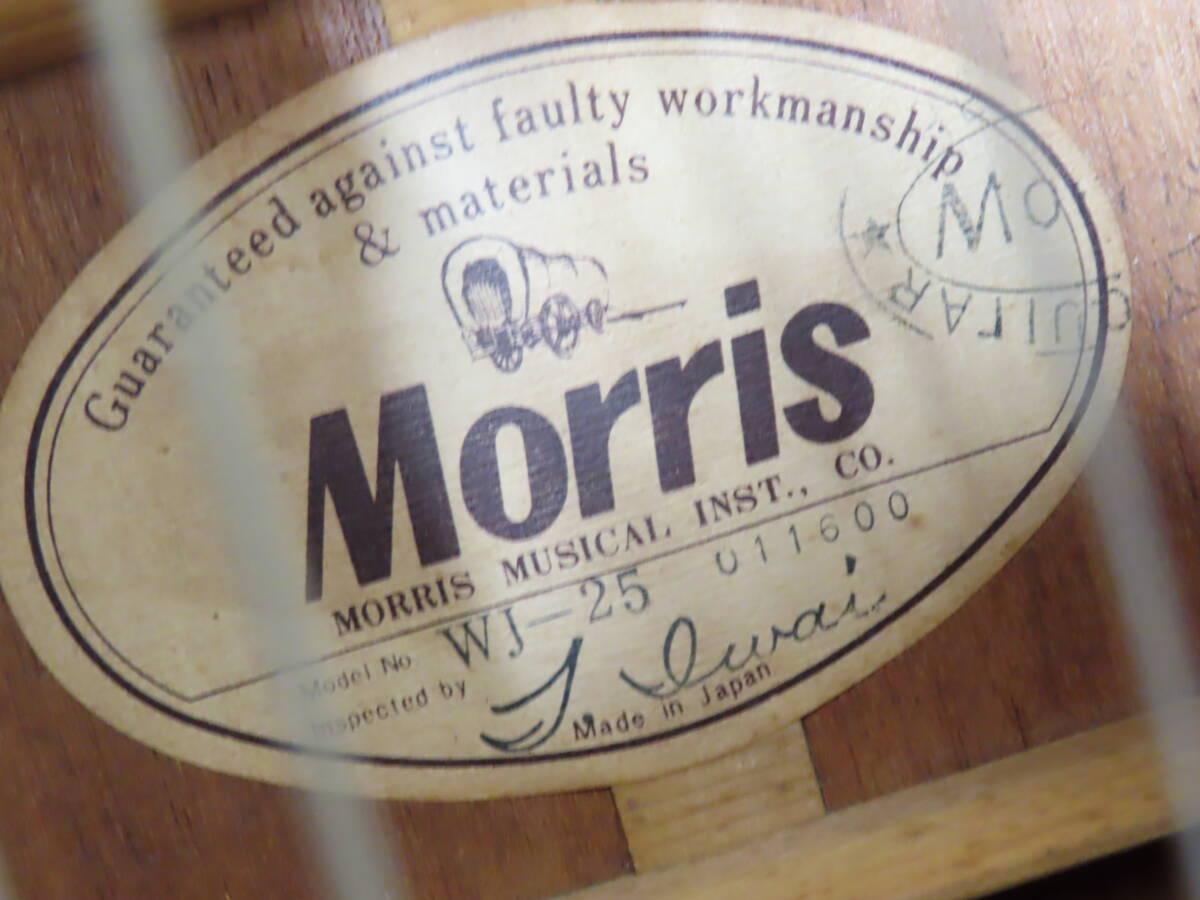 Guaranteed against faulty workmanship
& materials
Morris
MORRIS MUSICAL INST., CO.
Model No WJ-25 011600
Inspected by J Iwai
Made in Japan
W